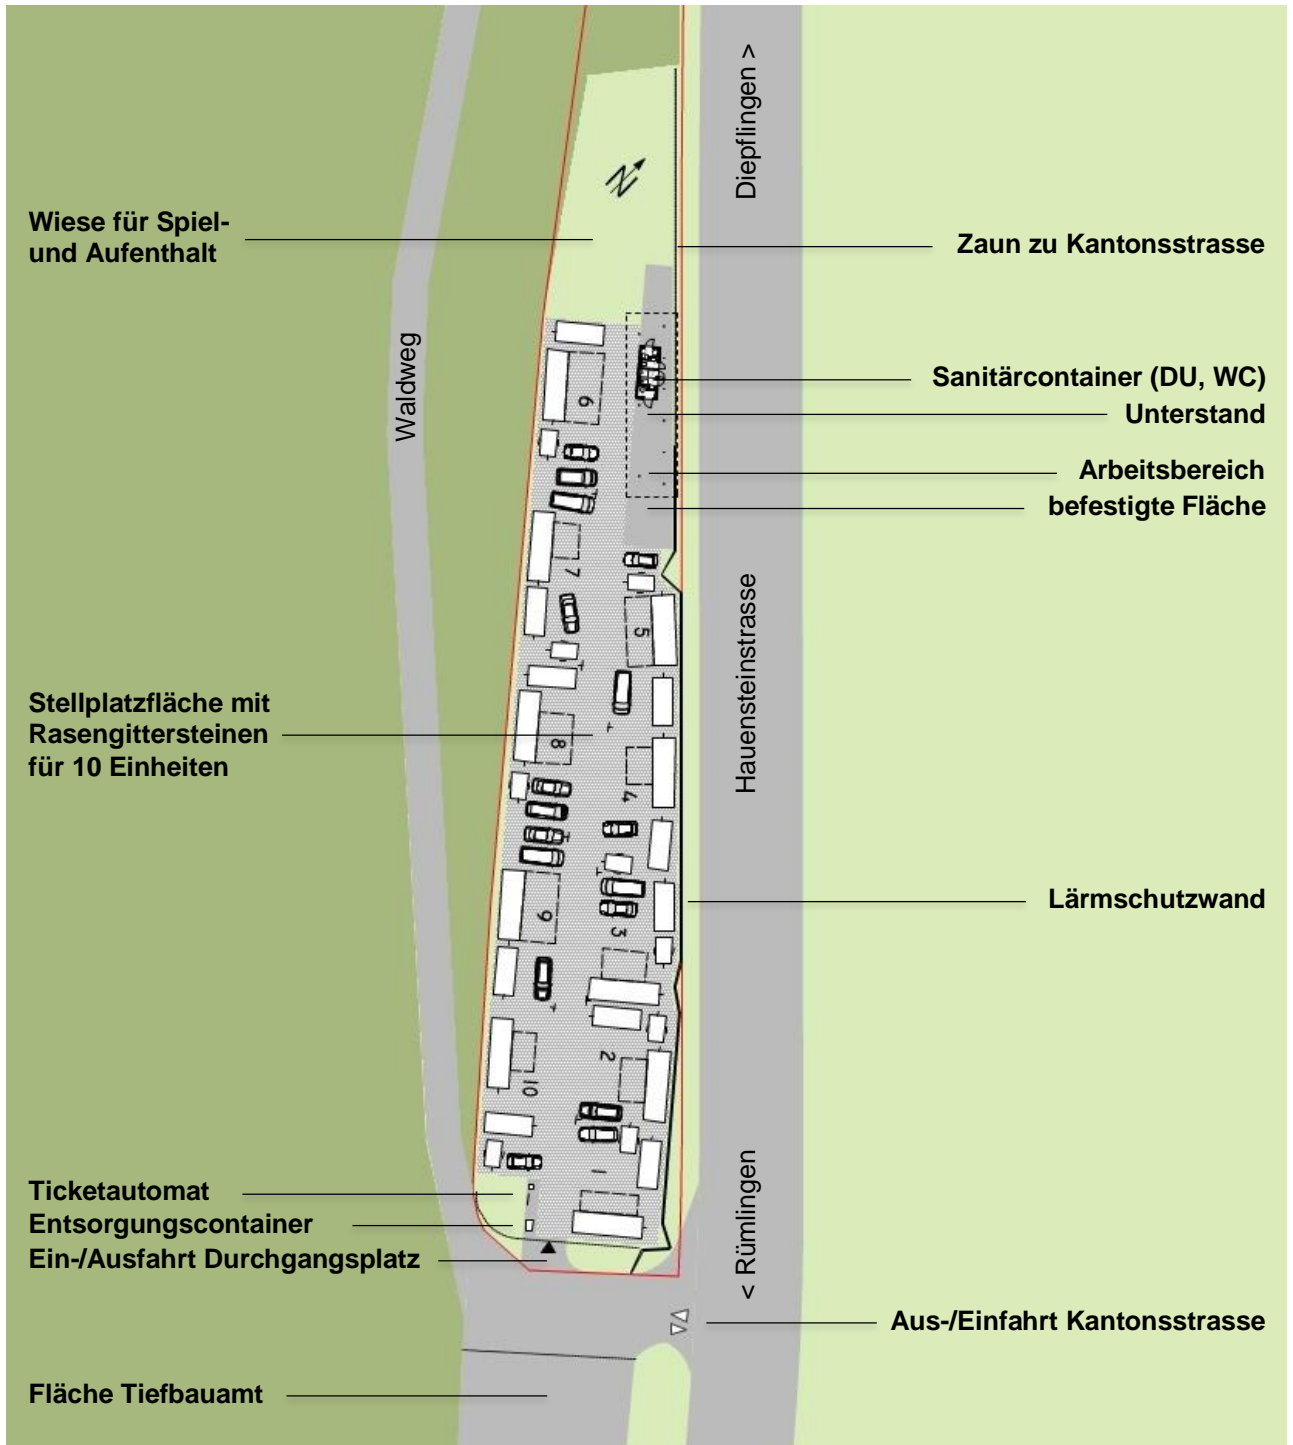 Diepflingen >
N
Wiese für Spiel-
und Aufenthalt
Zaun zu Kantonsstrasse
Waldweg
Sanitärcontainer (DU, WC)
Unterstand
6
Arbeitsbereich
befestigte Fläche
7
5
Hauensteinstrasse
Stellplatzfläche mit
Rasengittersteinen
für 10 Einheiten
8
4
Lärmschutzwand
9
3
2
10
1
Ticketautomat
Entsorgungscontainer
Ein-/Ausfahrt Durchgangsplatz
< Rümlingen
Aus-/Einfahrt Kantonsstrasse
Fläche Tiefbauamt